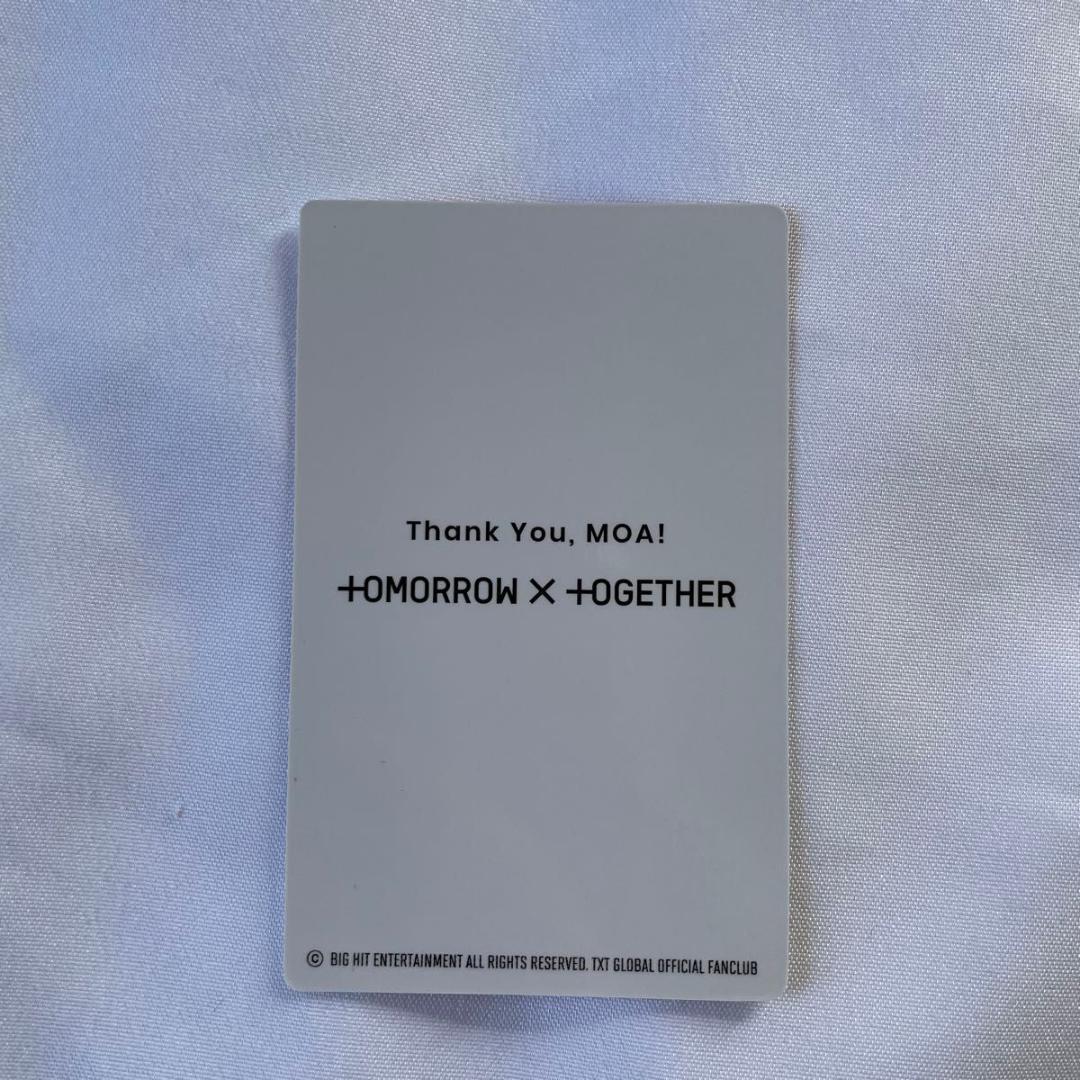 Thank You, MOA!
TOMORROW X TOGETHER
© BIG HIT ENTERTAINMENT ALL RIGHTS RESERVED. TXT GLOBAL OFFICIAL FANCLUB